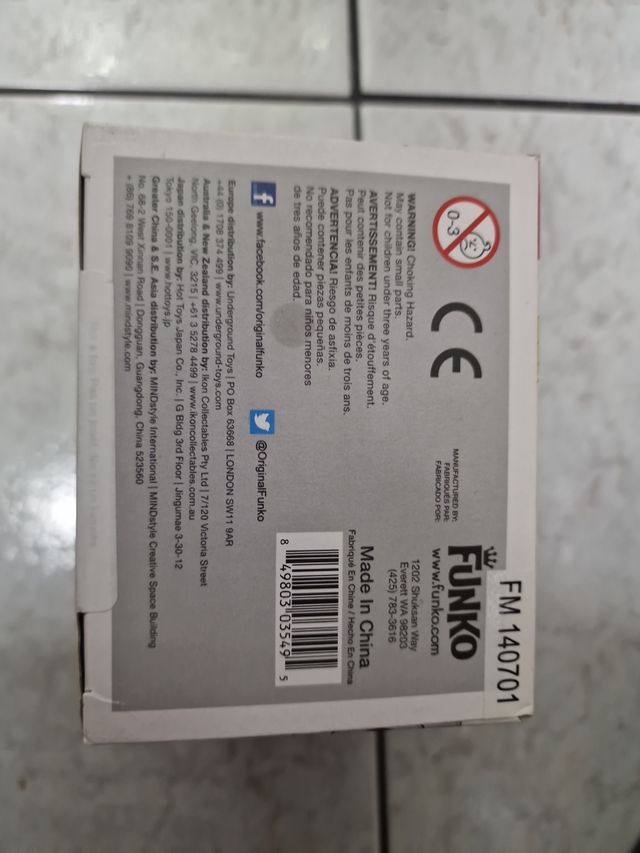 0-3
CE
MANUFACTURED BY:
FABRIQUÉS PAR:
FABRICADO POR:
FUNKO
FM 140701
www.funko.com
1202 Shuksan Way
Everett WA 98203
(425) 783-3616
WARNING! Choking Hazard.
May contain small parts.
Not for children under three years of age.
AVERTISSEMENT! Risque d'étouffement.
Peut contenir des petites pièces.
Pas pour les enfants de moins de trois ans.
ADVERTENCIA! Riesgo de asfixia.
Puede contener piezas pequeñas.
No recomendado para niños menores
de tres años de edad.
Made In China
Fabriqué En Chine / Hecho En China
8 49803 03549 5
f www.facebook.com/originalfunko
@OriginalFunko
Europe distribution by: Underground Toys | PO Box 63668 | LONDON SW11 9AR
+44 (0) 1708 374 499 | www.underground-toys.com
Australia & New Zealand distribution by: Ikon Collectables Pty Ltd | 7/120 Victoria Street
North Geelong, VIC, 3215 | +61 3 5278 4499 | www.ikoncollectables.com.au
Japan distribution by: Hot Toys Japan Co., Inc. | G Bldg 3rd Floor | Jingumae 3-30-12
Tokyo 150-0001 | www.hottoys.jp
Greater China & S.E. Asia distribution by: MINDstyle International | MINDstyle Creative Space Building
No. 68-2 West Xinnian Road | Dongguan, Guangdong, China 523560
+ (86) 769 8109 9090 | www.mindstyle.com